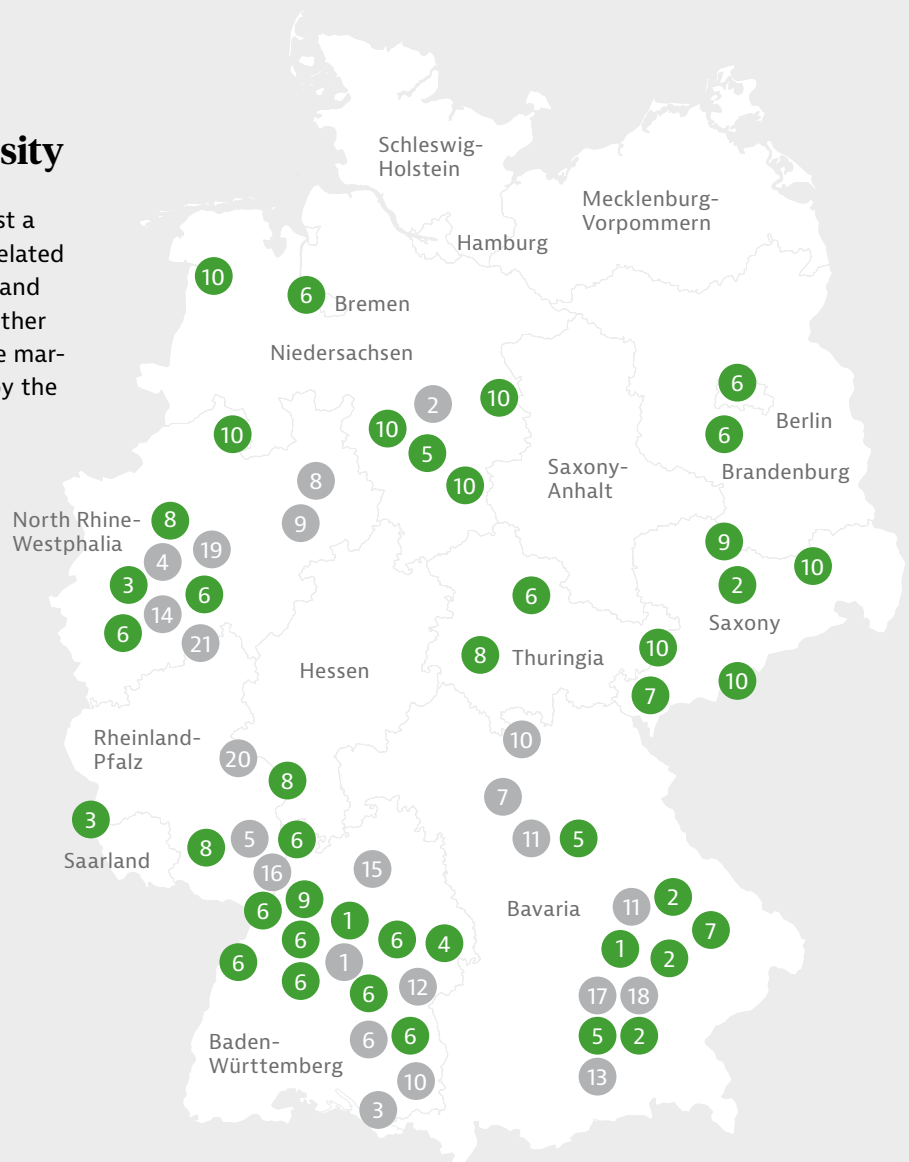 sity
st a
elated
and
ther
e mar-
by the
Schleswig-
Holstein
Mecklenburg-
Vorpommern
Hamburg
10
6
Bremen
Niedersachsen
6
2
10
Berlin
10
10
6
5
Brandenburg
Saxony-
Anhalt
8
10
North Rhine-
Westphalia
8
9
19
4
9
10
3
6
6
2
14
Saxony
6
21
10
8
Thuringia
Hessen
10
7
Rheinland-
Pfalz
10
20
8
7
3
8
5
6
11
5
Saarland
16
15
6
9
2
Bavaria
11
1
7
6
6
4
1
6
1
2
6
6
12
17
18
Baden-
Württemberg
6
6
5
2
10
13
3